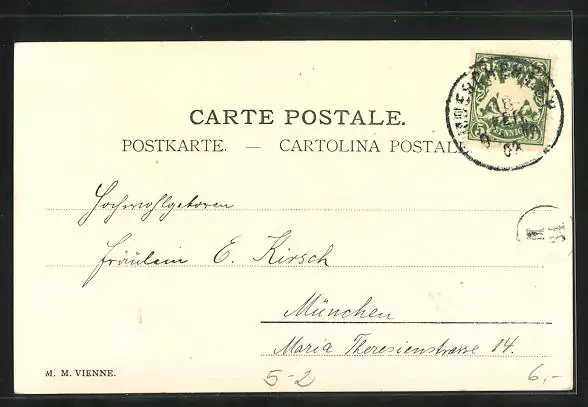 CARTE POSTALE.
POSTKARTE. — CARTOLINA POSTALE
Hochwohlgeboren
Fräulein E. Kirsch
München
Maria Theresienstrasse 14.
M. M. VIENNE.
5-2
6,-